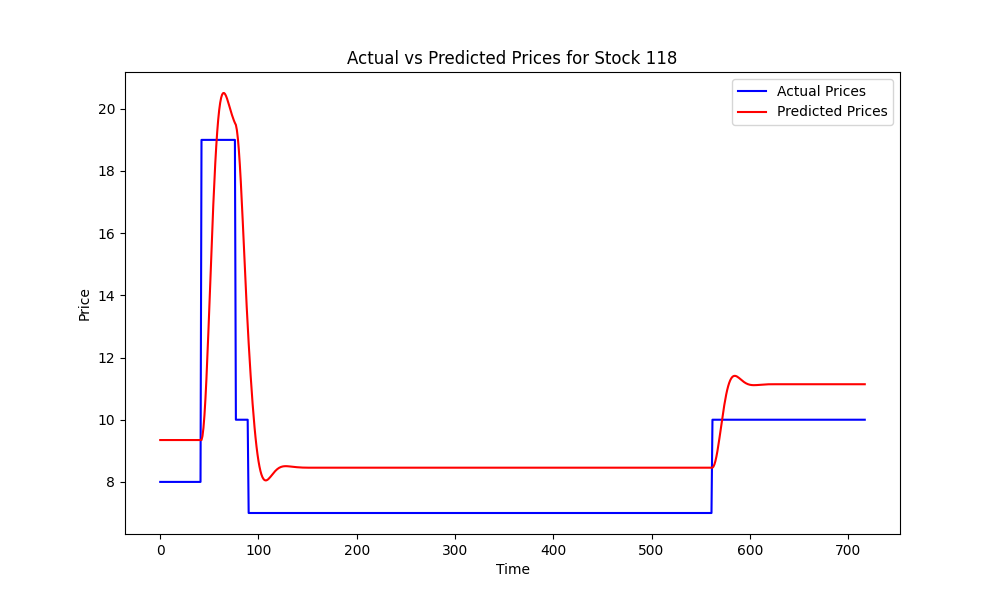 Actual vs Predicted Prices for Stock 118
Actual Prices
Predicted Prices
Price
20
18
16
14
12
10
8
0 100 200 300 400 500 600 700
Time